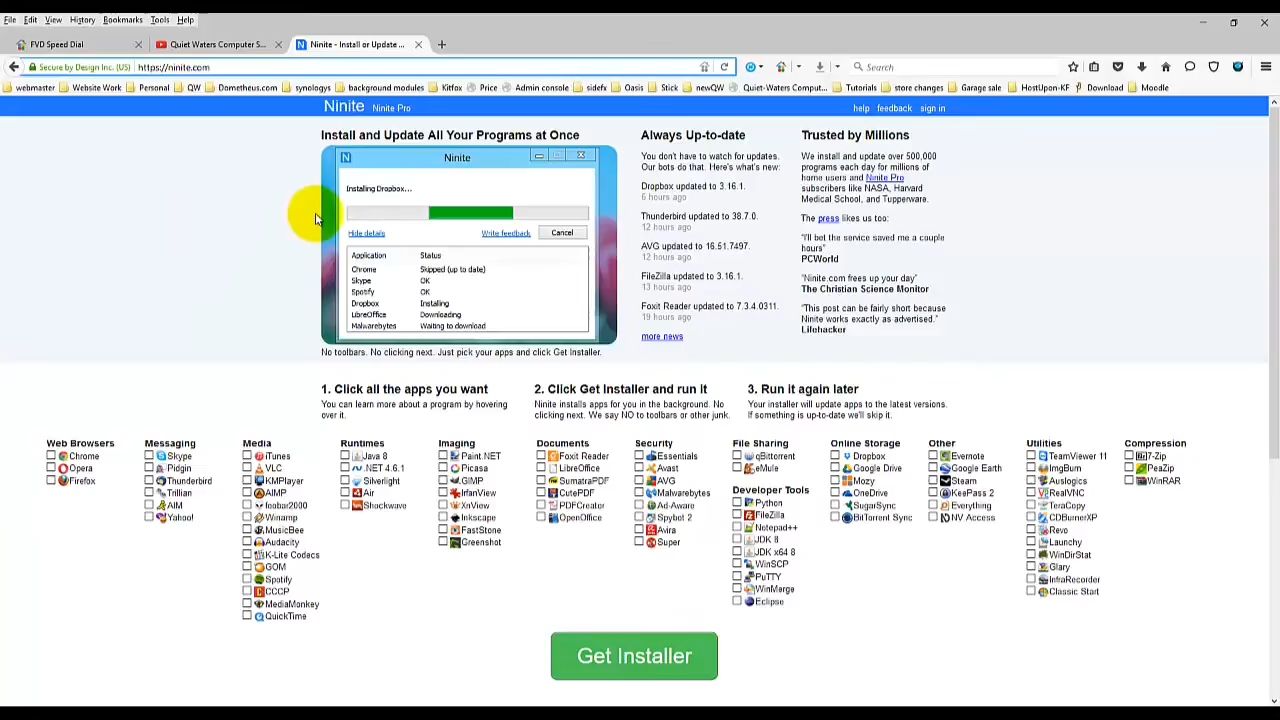 File Edit View History Bookmarks Tools Help
FVD Speed Dial
Quiet Waters Computer S...
Ninite - Install or Update ...
Secure by Design Inc. (US) https://ninite.com
Search
webmaster Website Work Personal QW Dometheus.com synologys background modules Kitfox Price Admin console sidefx Oasis Stick newQW Quiet-Waters Comput... Tutorials store changes Garage sale HostUpon-KF Download Moodle
Ninite Ninite Pro
help feedback sign in
Install and Update All Your Programs at Once
N
Ninite
Installing Dropbox...
Hide details
Write feedback
Cancel
Application Status
Chrome Skipped (up to date)
Skype OK
Spotify OK
Dropbox Installing
LibreOffice Downloading
Malwarebytes Waiting to download
No toolbars. No clicking next. Just pick your apps and click Get Installer.
Always Up-to-date
You don't have to watch for updates.
Our bots do that. Here's what's new:
Dropbox updated to 3.16.1.
6 hours ago
Thunderbird updated to 38.7.0.
12 hours ago
AVG updated to 16.51.7497.
12 hours ago
FileZilla updated to 3.16.1.
13 hours ago
Foxit Reader updated to 7.3.4.0311.
19 hours ago
more news
Trusted by Millions
We install and update over 500,000
programs each day for millions of
home users and Ninite Pro
subscribers like NASA, Harvard
Medical School, and Tupperware.
The press likes us too:
"I'll bet the service saved me a couple
hours"
PCWorld
"Ninite.com frees up your day"
The Christian Science Monitor
"This post can be fairly short because
Ninite works exactly as advertised."
Lifehacker
1. Click all the apps you want
You can learn more about a program by hovering
over it.
2. Click Get Installer and run it
Ninite installs apps for you in the background. No
clicking next. We say NO to toolbars or other junk.
3. Run it again later
Your installer will update apps to the latest versions.
If something is up-to-date we'll skip it.
Web Browsers
Chrome
Opera
Firefox
Messaging
Skype
Pidgin
Thunderbird
Trillian
AIM
Yahoo!
Media
iTunes
VLC
KMPlayer
AIMP
foobar2000
Winamp
MusicBee
Audacity
K-Lite Codecs
GOM
Spotify
CCCP
MediaMonkey
QuickTime
Runtimes
Java 8
.NET 4.6.1
Silverlight
Air
Shockwave
Imaging
Paint.NET
Picasa
GIMP
IrfanView
XnView
Inkscape
FastStone
Greenshot
Documents
Foxit Reader
LibreOffice
SumatraPDF
CutePDF
PDFCreator
OpenOffice
Security
Essentials
Avast
AVG
Malwarebytes
Ad-Aware
Spybot 2
Avira
Super
File Sharing
qBittorrent
eMule
Developer Tools
Python
FileZilla
Notepad++
JDK 8
JDK x64 8
WinSCP
PuTTY
WinMerge
Eclipse
Online Storage
Dropbox
Google Drive
Mozy
OneDrive
SugarSync
BitTorrent Sync
Other
Evernote
Google Earth
Steam
KeePass 2
Everything
NV Access
Utilities
TeamViewer 11
ImgBurn
Auslogics
RealVNC
TeraCopy
CDBurnerXP
Revo
Launchy
WinDirStat
Glary
InfraRecorder
Classic Start
Compression
7-Zip
PeaZip
WinRAR
Get Installer